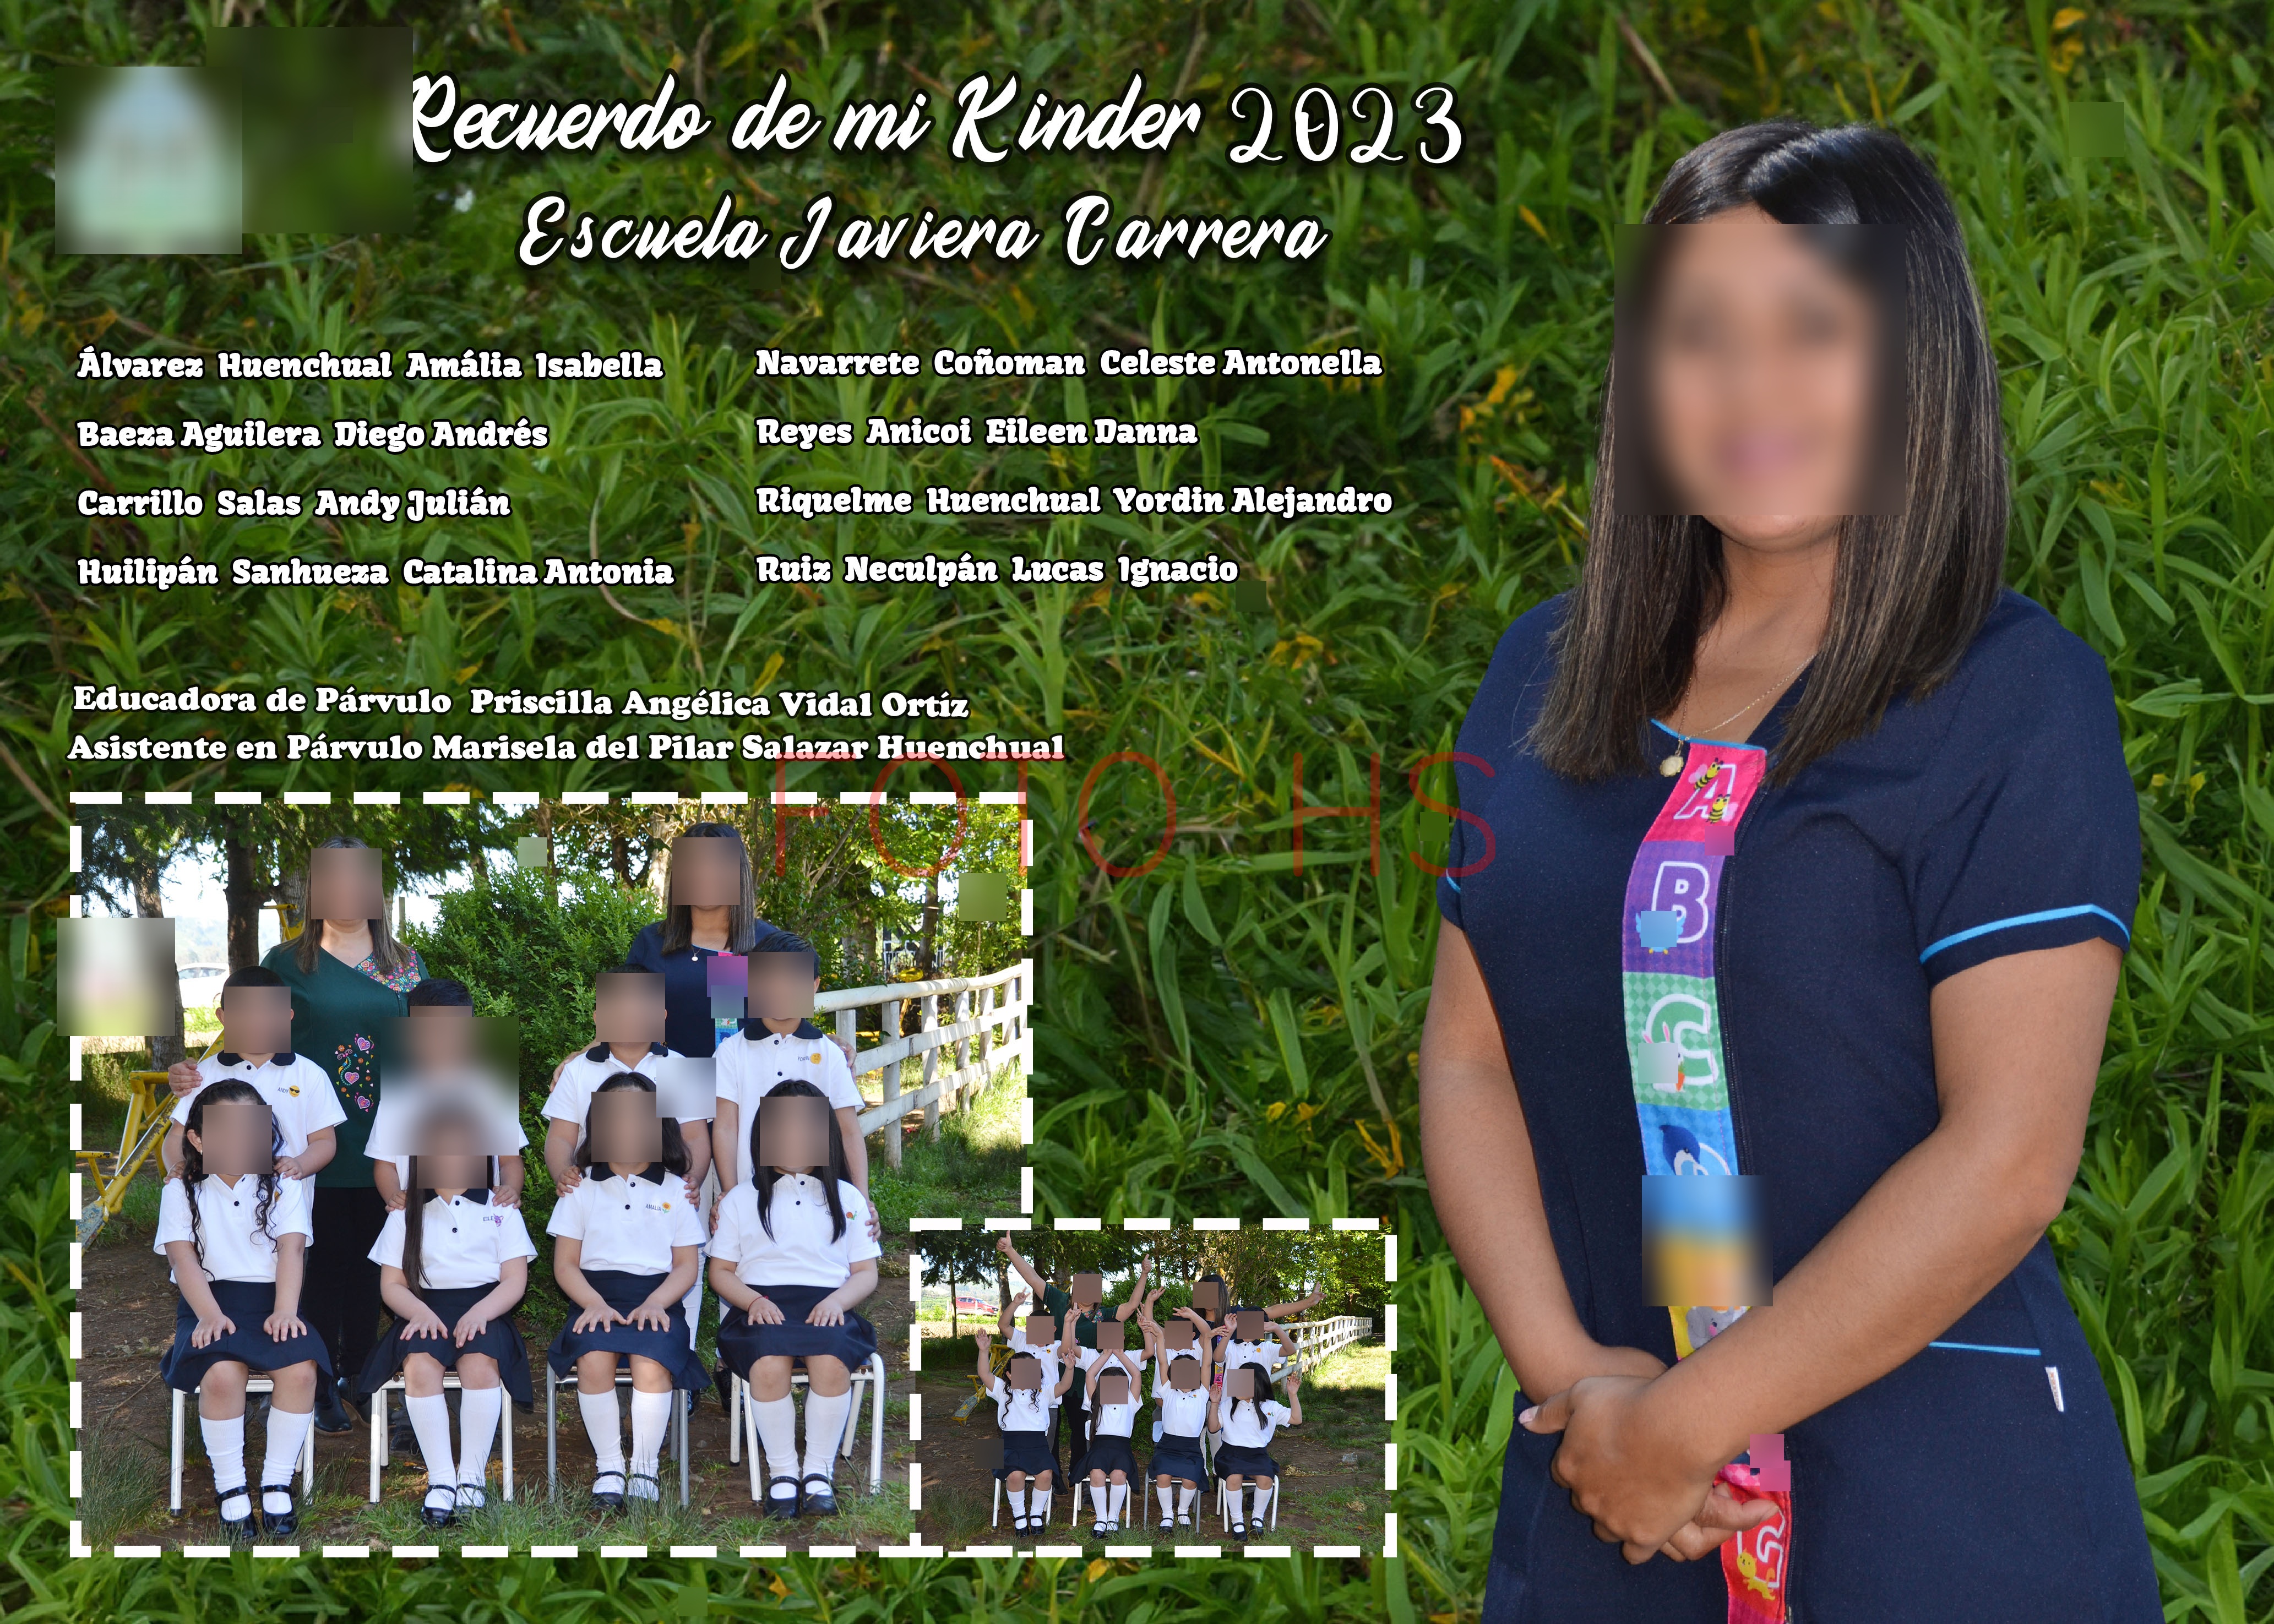 Recuerdo de mi Kinder 2023
Escuela Javiera Carrera
Álvarez Huenchual Amália Isabella
Baeza Aguilera Diego Andrés
Carrillo Salas Andy Julián
Huilipán Sanhueza Catalina Antonia
Navarrete Coñoman Celeste Antonella
Reyes Anicoi Eileen Danna
Riquelme Huenchual Yordin Alejandro
Ruiz Neculpán Lucas Ignacio
Educadora de Párvulo Priscilla Angélica Vidal Ortíz
Asistente en Párvulo Marisela del Pilar Salazar Huenchual
FOTO HS
A
B
C
AMALIA